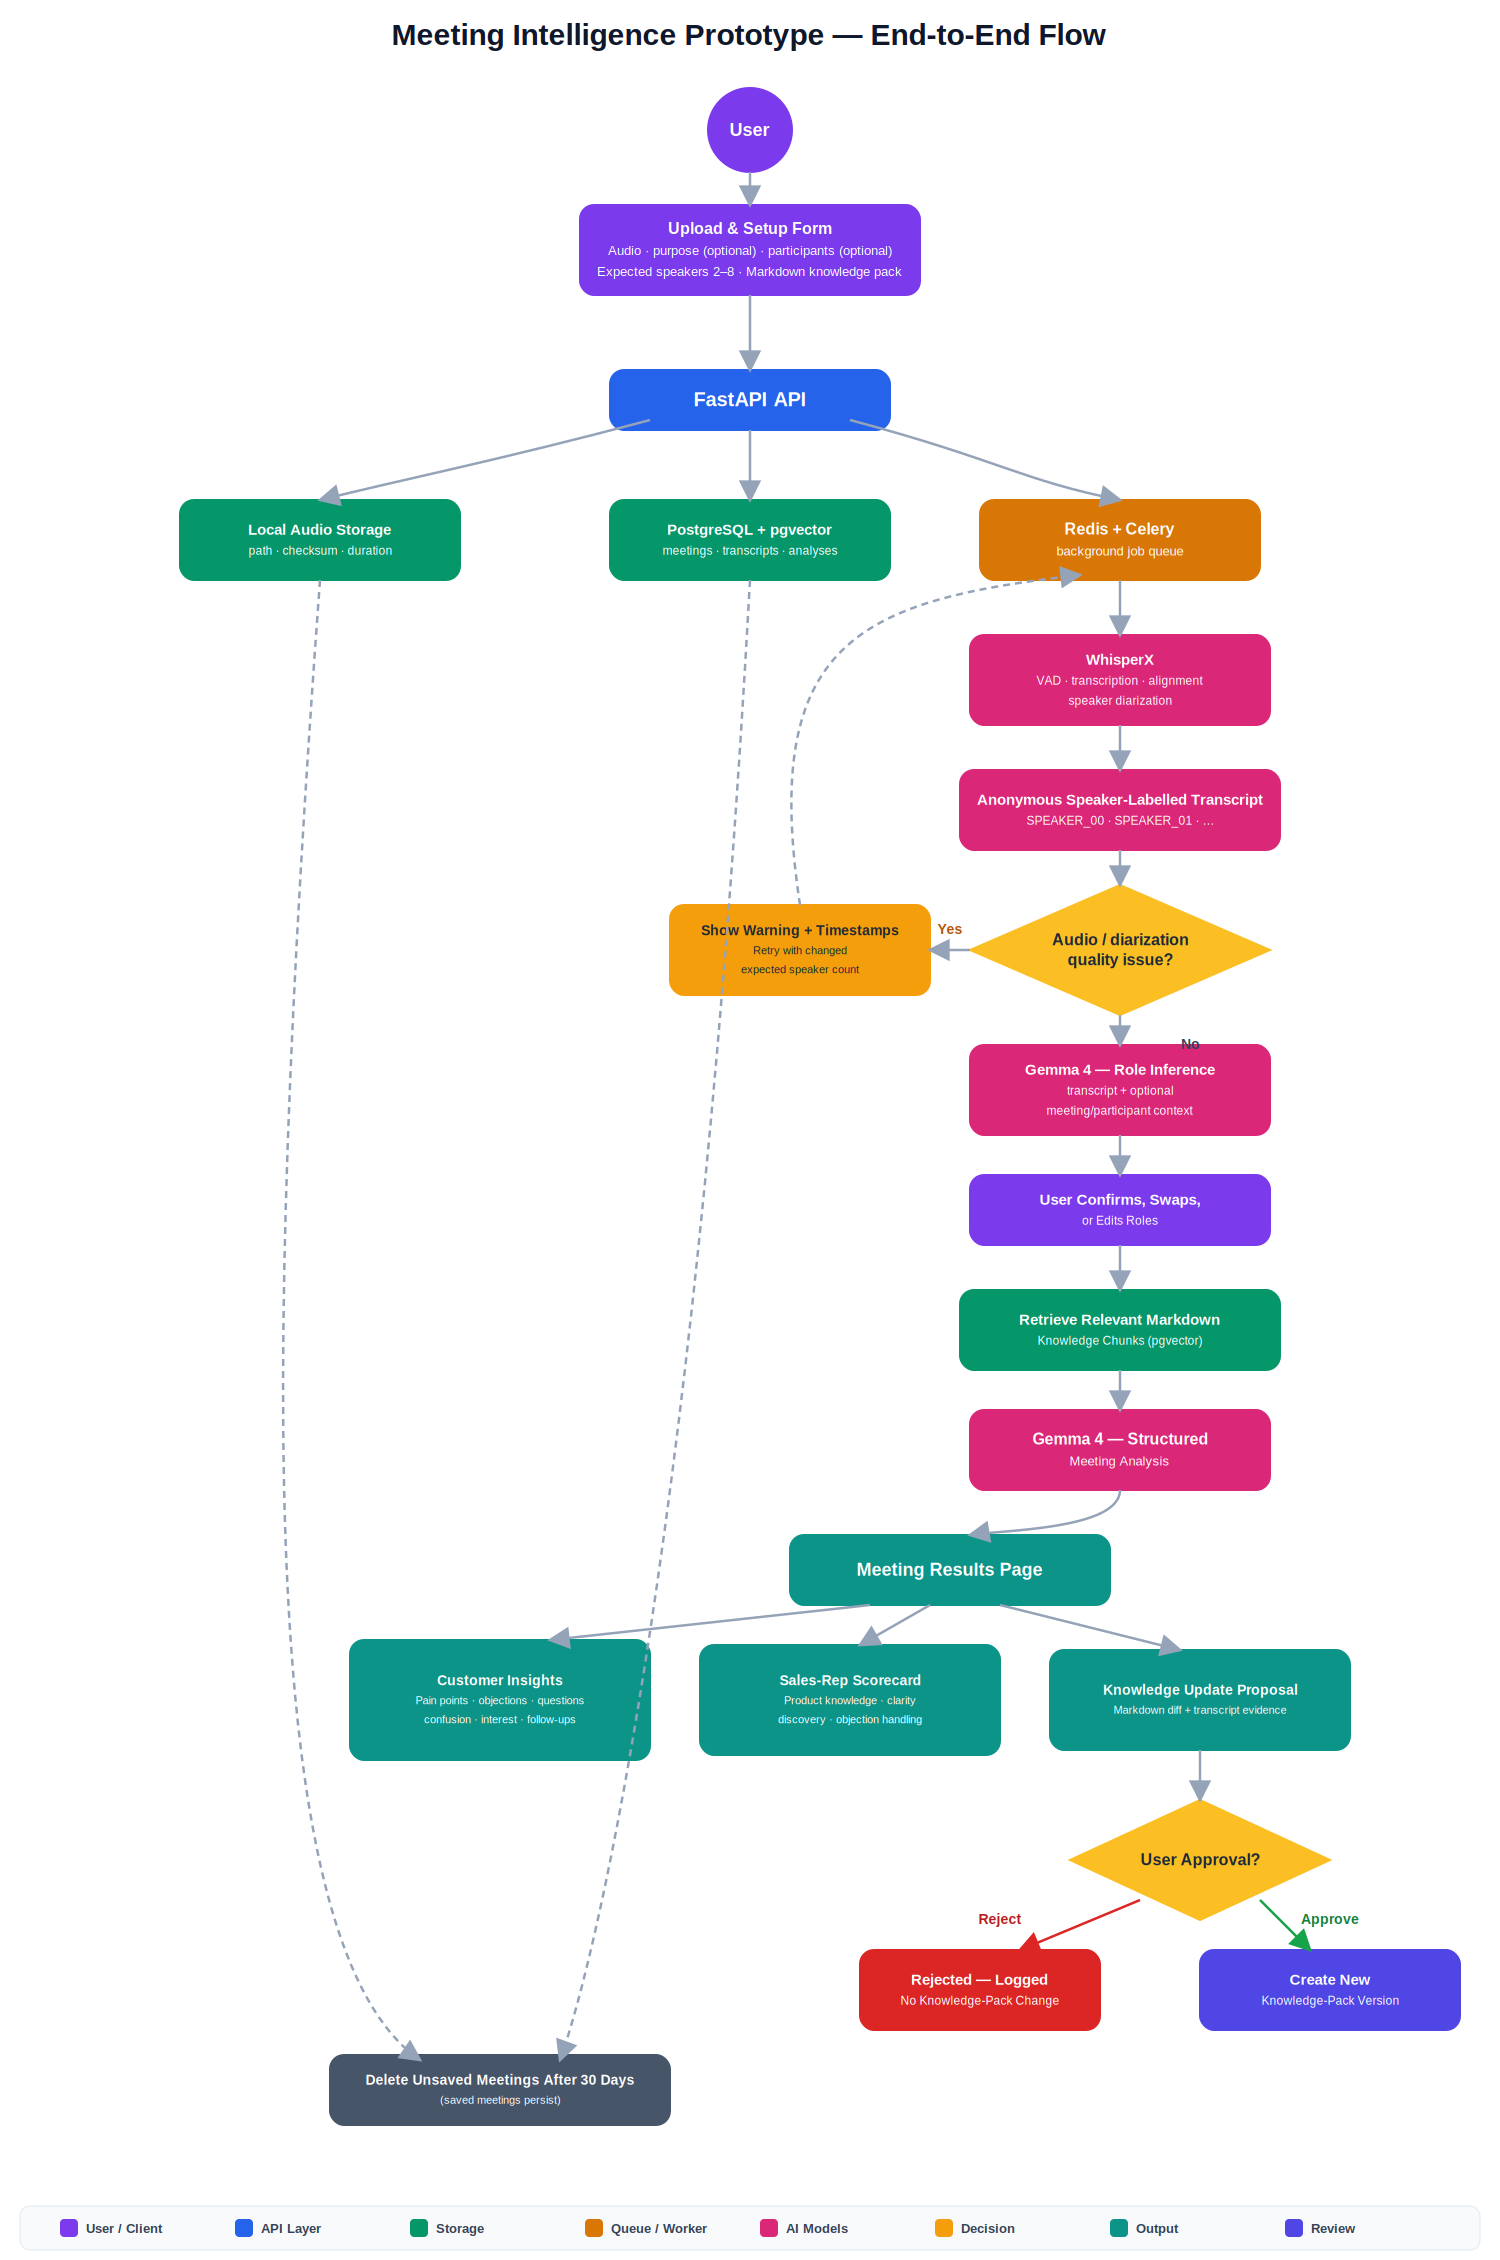 Meeting Intelligence Prototype — End-to-End Flow
User
Upload & Setup Form
Audio · purpose (optional) · participants (optional)
Expected speakers 2–8 · Markdown knowledge pack
FastAPI API
Local Audio Storage
path · checksum · duration
PostgreSQL + pgvector
meetings · transcripts · analyses
Redis + Celery
background job queue
WhisperX
VAD · transcription · alignment
speaker diarization
Anonymous Speaker-Labelled Transcript
SPEAKER_00 · SPEAKER_01 · …
Audio / diarization
quality issue?
Yes
Show Warning + Timestamps
Retry with changed
expected speaker count
No
Gemma 4 — Role Inference
transcript + optional
meeting/participant context
User Confirms, Swaps,
or Edits Roles
Retrieve Relevant Markdown
Knowledge Chunks (pgvector)
Gemma 4 — Structured
Meeting Analysis
Meeting Results Page
Customer Insights
Pain points · objections · questions
confusion · interest · follow-ups
Sales-Rep Scorecard
Product knowledge · clarity
discovery · objection handling
Knowledge Update Proposal
Markdown diff + transcript evidence
User Approval?
Reject
Approve
Rejected — Logged
No Knowledge-Pack Change
Create New
Knowledge-Pack Version
Delete Unsaved Meetings After 30 Days
(saved meetings persist)
User / Client
API Layer
Storage
Queue / Worker
AI Models
Decision
Output
Review